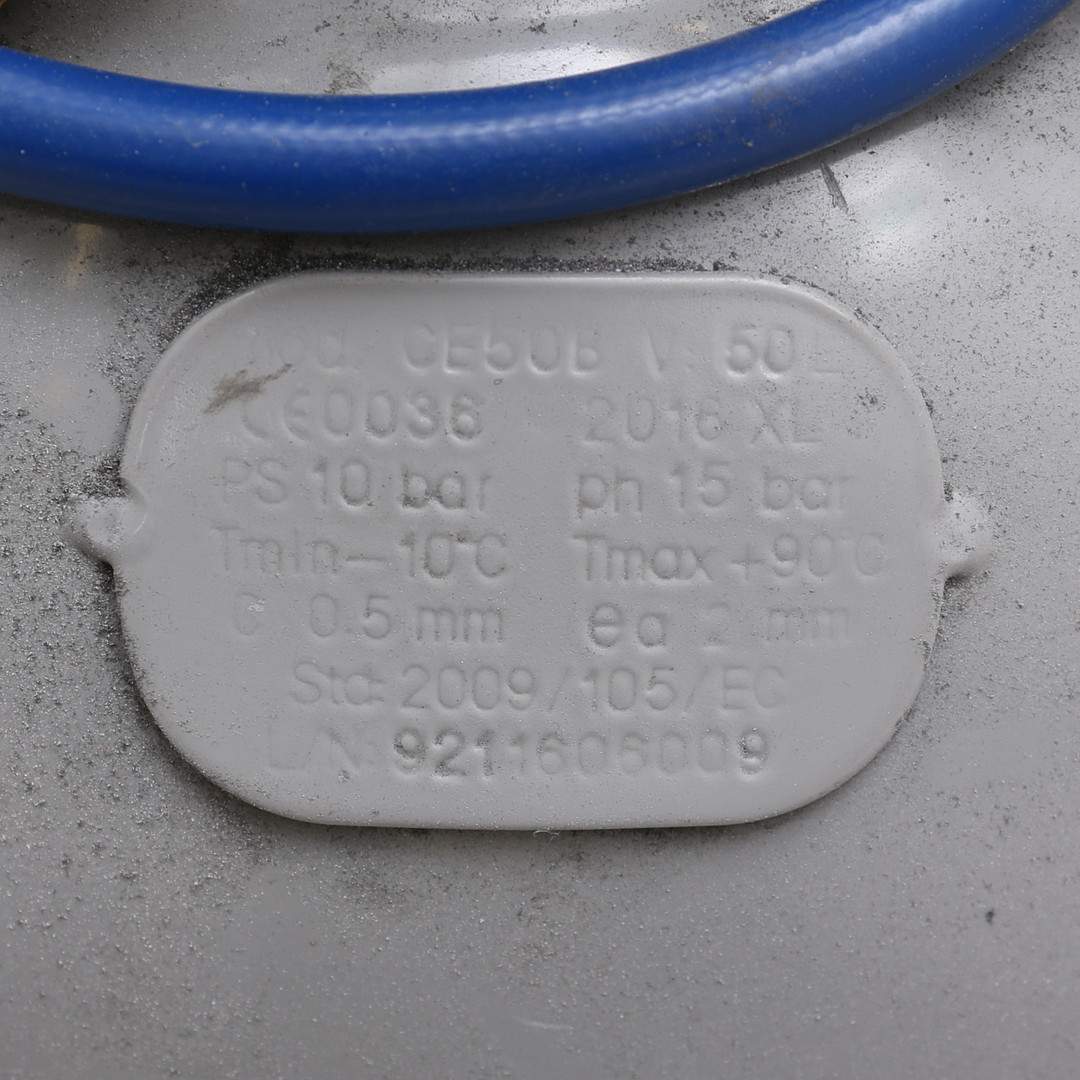 Mod. CE50B V. 50 L
CE0036 2016 XL
PS 10 bar ph 15 bar
Tmin-10°C Tmax +90°C
C 0.5 mm ea 2 mm
Std: 2009/105/EC
9211606009